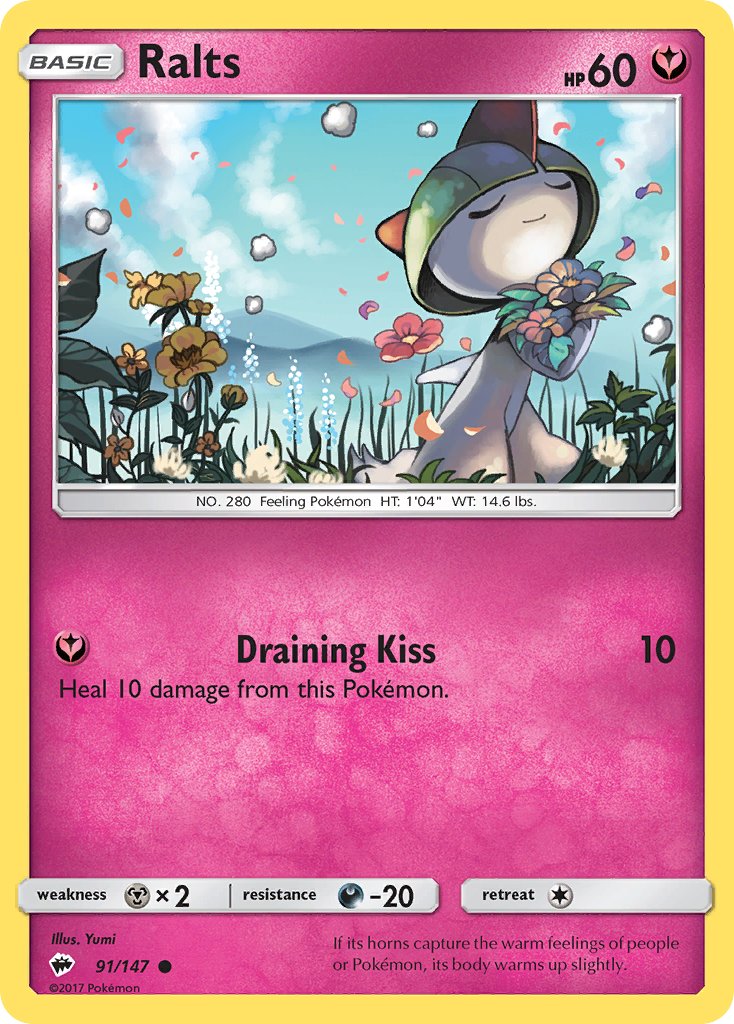 BASIC Ralts HP 60
NO. 280 Feeling Pokémon HT: 1'04" WT: 14.6 lbs.
Draining Kiss 10
Heal 10 damage from this Pokémon.
weakness × 2 resistance -20 retreat
Illus. Yumi
91/147
©2017 Pokémon
If its horns capture the warm feelings of people
or Pokémon, its body warms up slightly.